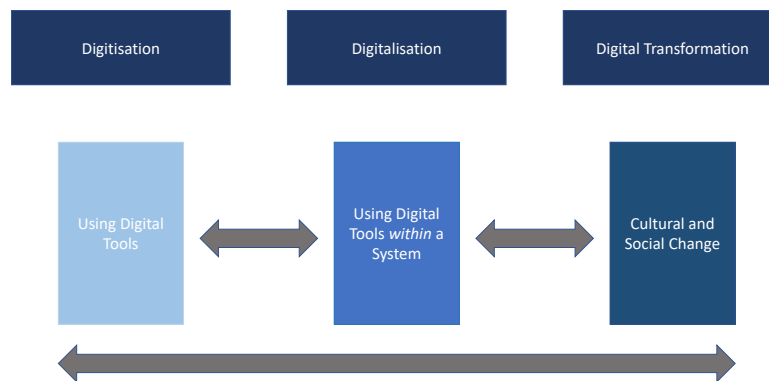 Digitisation
Digitalisation
Digital Transformation
Using Digital
Tools
Using Digital
Tools within a
System
Cultural and
Social Change